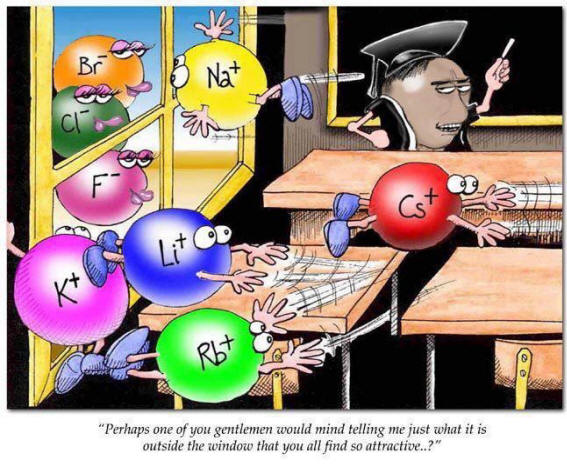 Br⁻
Na⁺
Cl⁻
F⁻
Cs⁺
Li⁺
K⁺
Rb⁺
“Perhaps one of you gentlemen would mind telling me just what it is
outside the window that you all find so attractive..?”